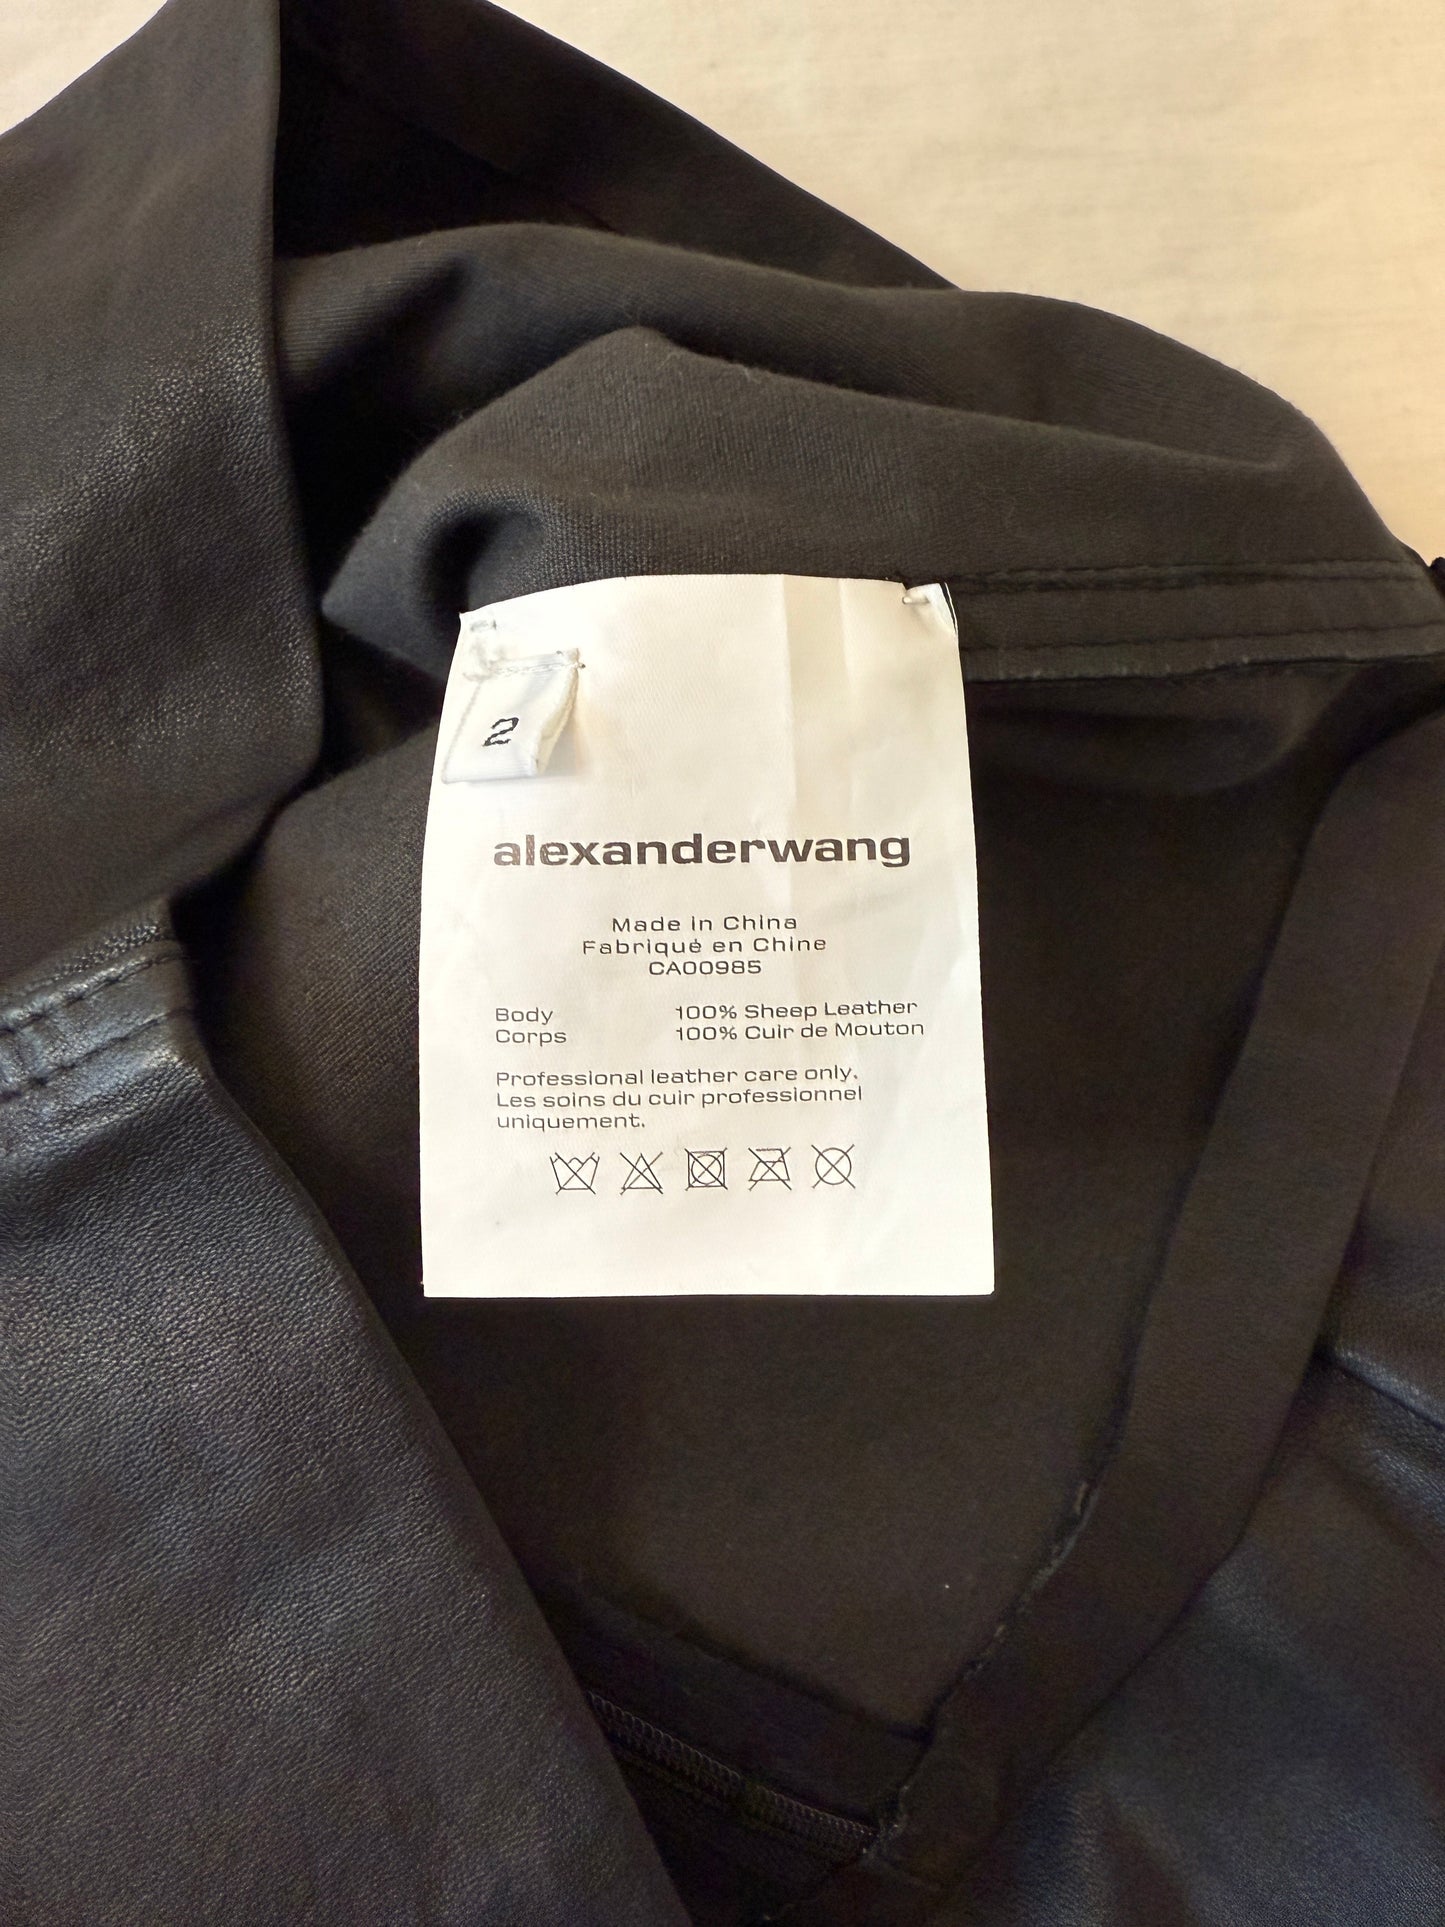 2
alexanderwang
Made in China
Fabriqué en Chine
CA00985
Body 100% Sheep Leather
Corps 100% Cuir de Mouton
Professional leather care only.
Les soins du cuir professionnel
uniquement.